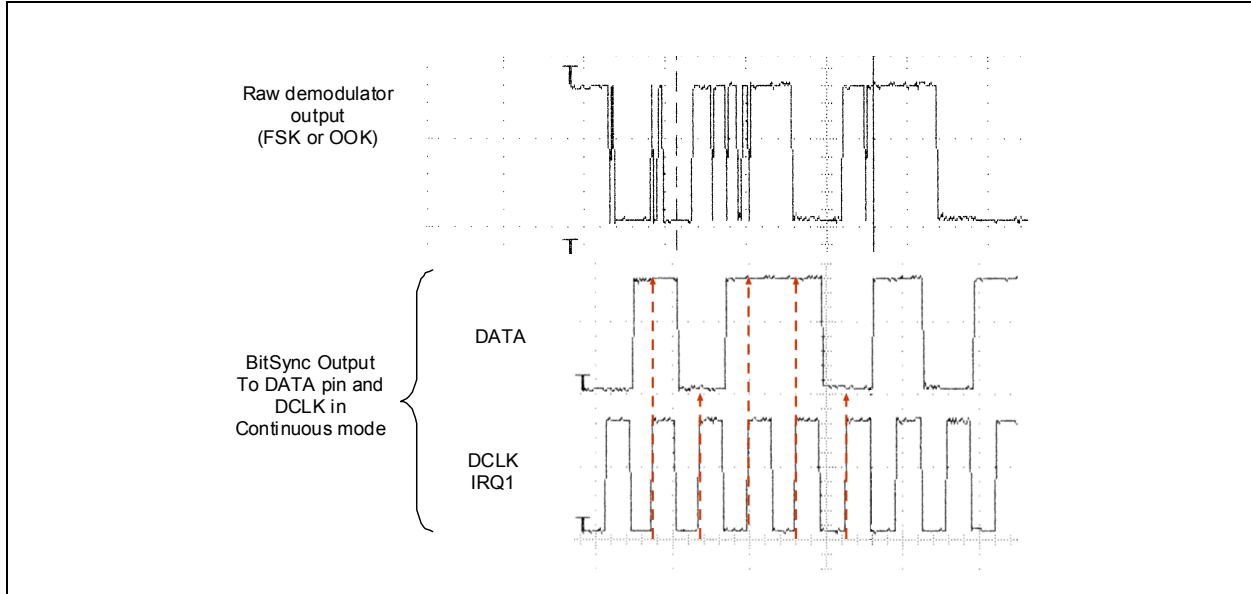 Raw demodulator
output
(FSK or OOK)
T
T
DATA
BitSync Output
To DATA pin and
DCLK in
Continuous mode
T
DCLK
IRQ1
T